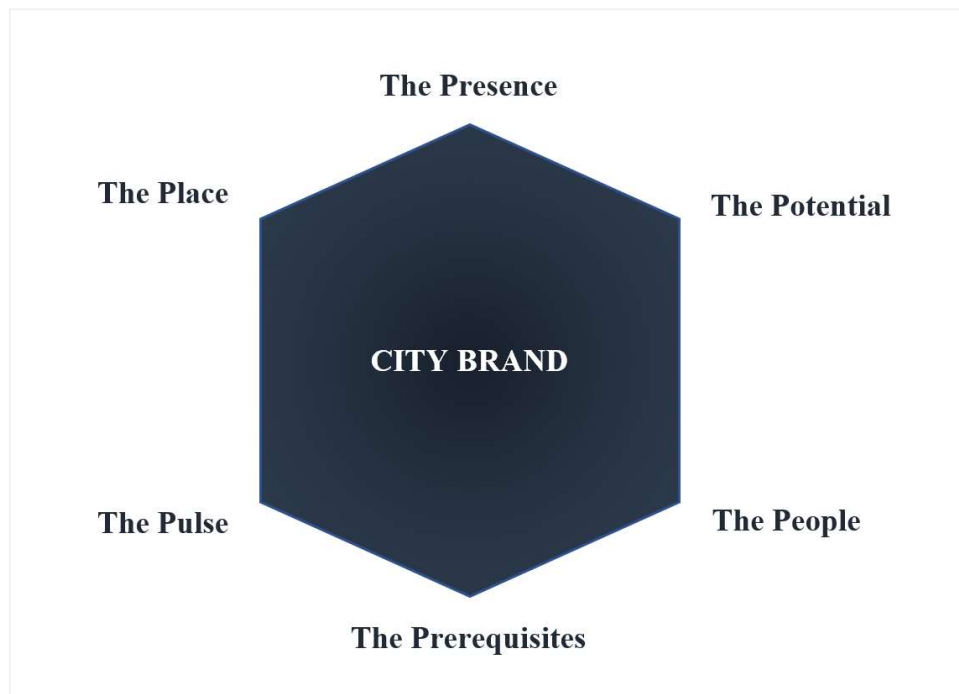 The Presence
The Place
The Potential
CITY BRAND
The Pulse
The People
The Prerequisites